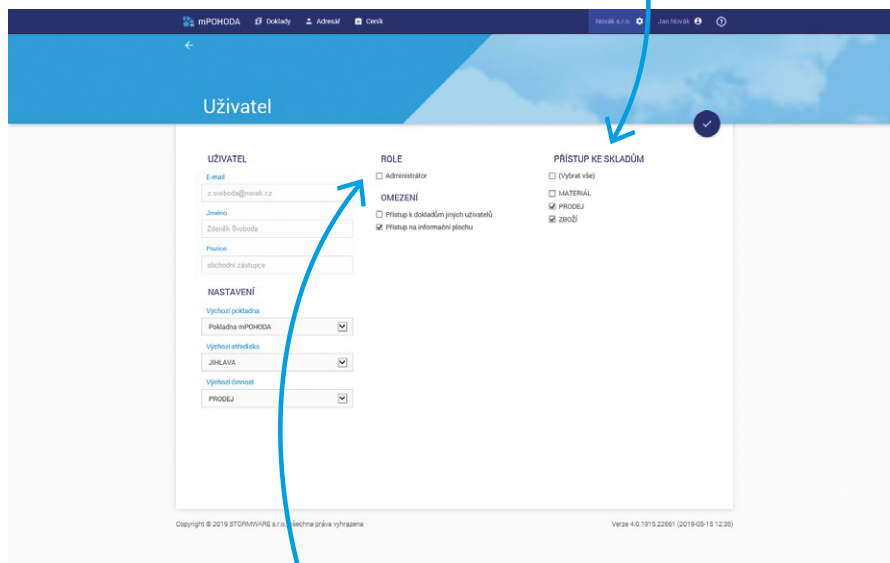 mPOHODA Doklady Adresář Ceník Novák s.r.o. Jan Novák
Uživatel
UŽIVATEL
E-mail
z.svoboda@novak.cz
Jméno
Zdeněk Svoboda
Pozice
obchodní zástupce
NASTAVENÍ
Výchozí pokladna
Pokladna mPOHODA
Výchozí středisko
JIHLAVA
Výchozí činnost
PRODEJ
ROLE
Administrátor
OMEZENÍ
Přístup k dokladům jiných uživatelů
Přístup na informační plochu
PŘÍSTUP KE SKLADŮM
(Vybrat vše)
MATERIÁL
PRODEJ
ZBOŽÍ
Copyright © 2019 STORMWARE s.r.o. Všechna práva vyhrazena
Verze 4.0.1915.22561 (2019-05-15 12:35)